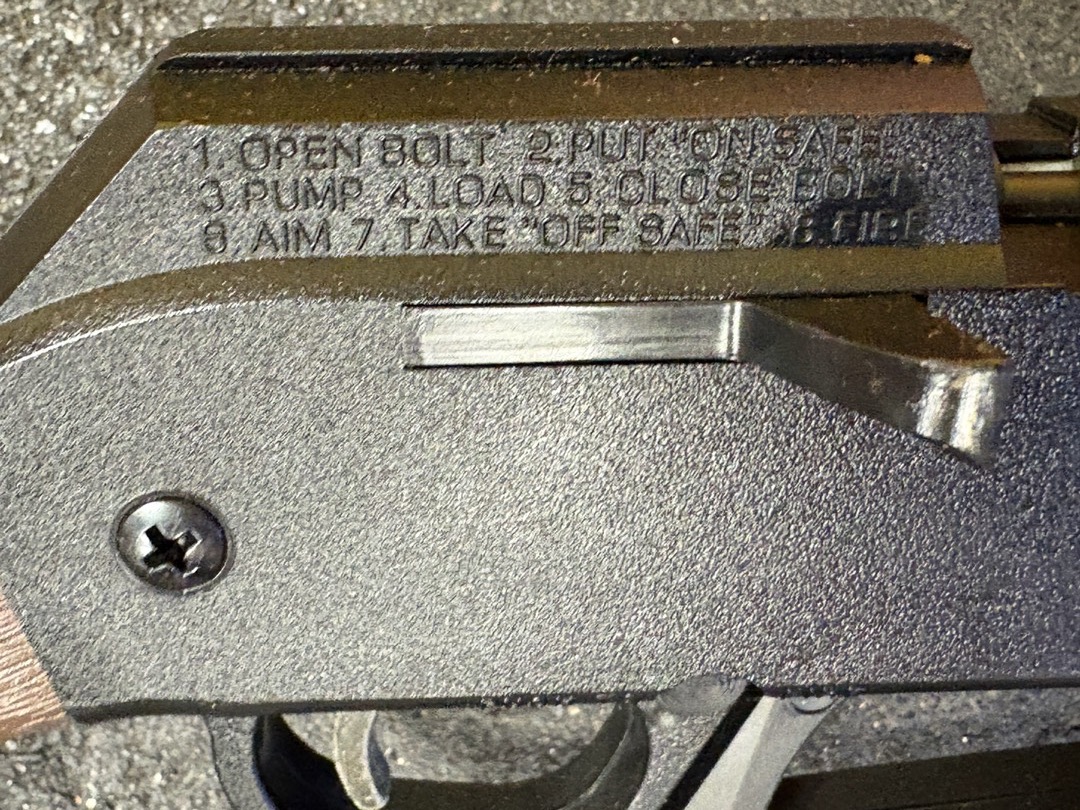 1. OPEN BOLT 2. PUT "ON SAFE"
3. PUMP 4. LOAD 5. CLOSE BOLT
6. AIM 7. TAKE "OFF SAFE" 8. FIRE